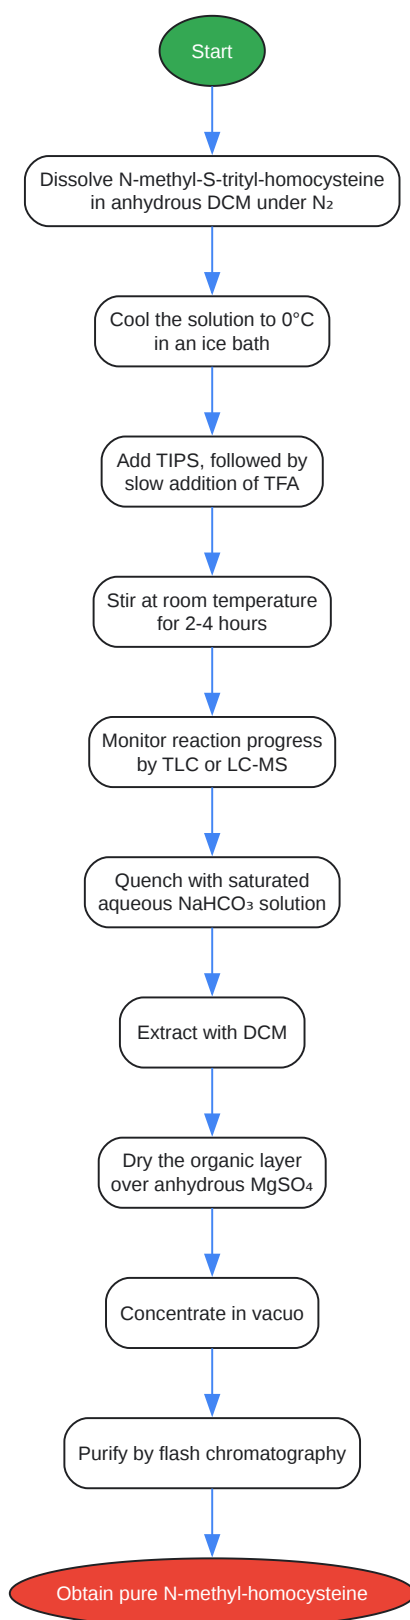 Start
Dissolve N-methyl-S-trityl-homocysteine
in anhydrous DCM under N₂
Cool the solution to 0°C
in an ice bath
Add TIPS, followed by
slow addition of TFA
Stir at room temperature
for 2-4 hours
Monitor reaction progress
by TLC or LC-MS
Quench with saturated
aqueous NaHCO₃ solution
Extract with DCM
Dry the organic layer
over anhydrous MgSO₄
Concentrate in vacuo
Purify by flash chromatography
Obtain pure N-methyl-homocysteine